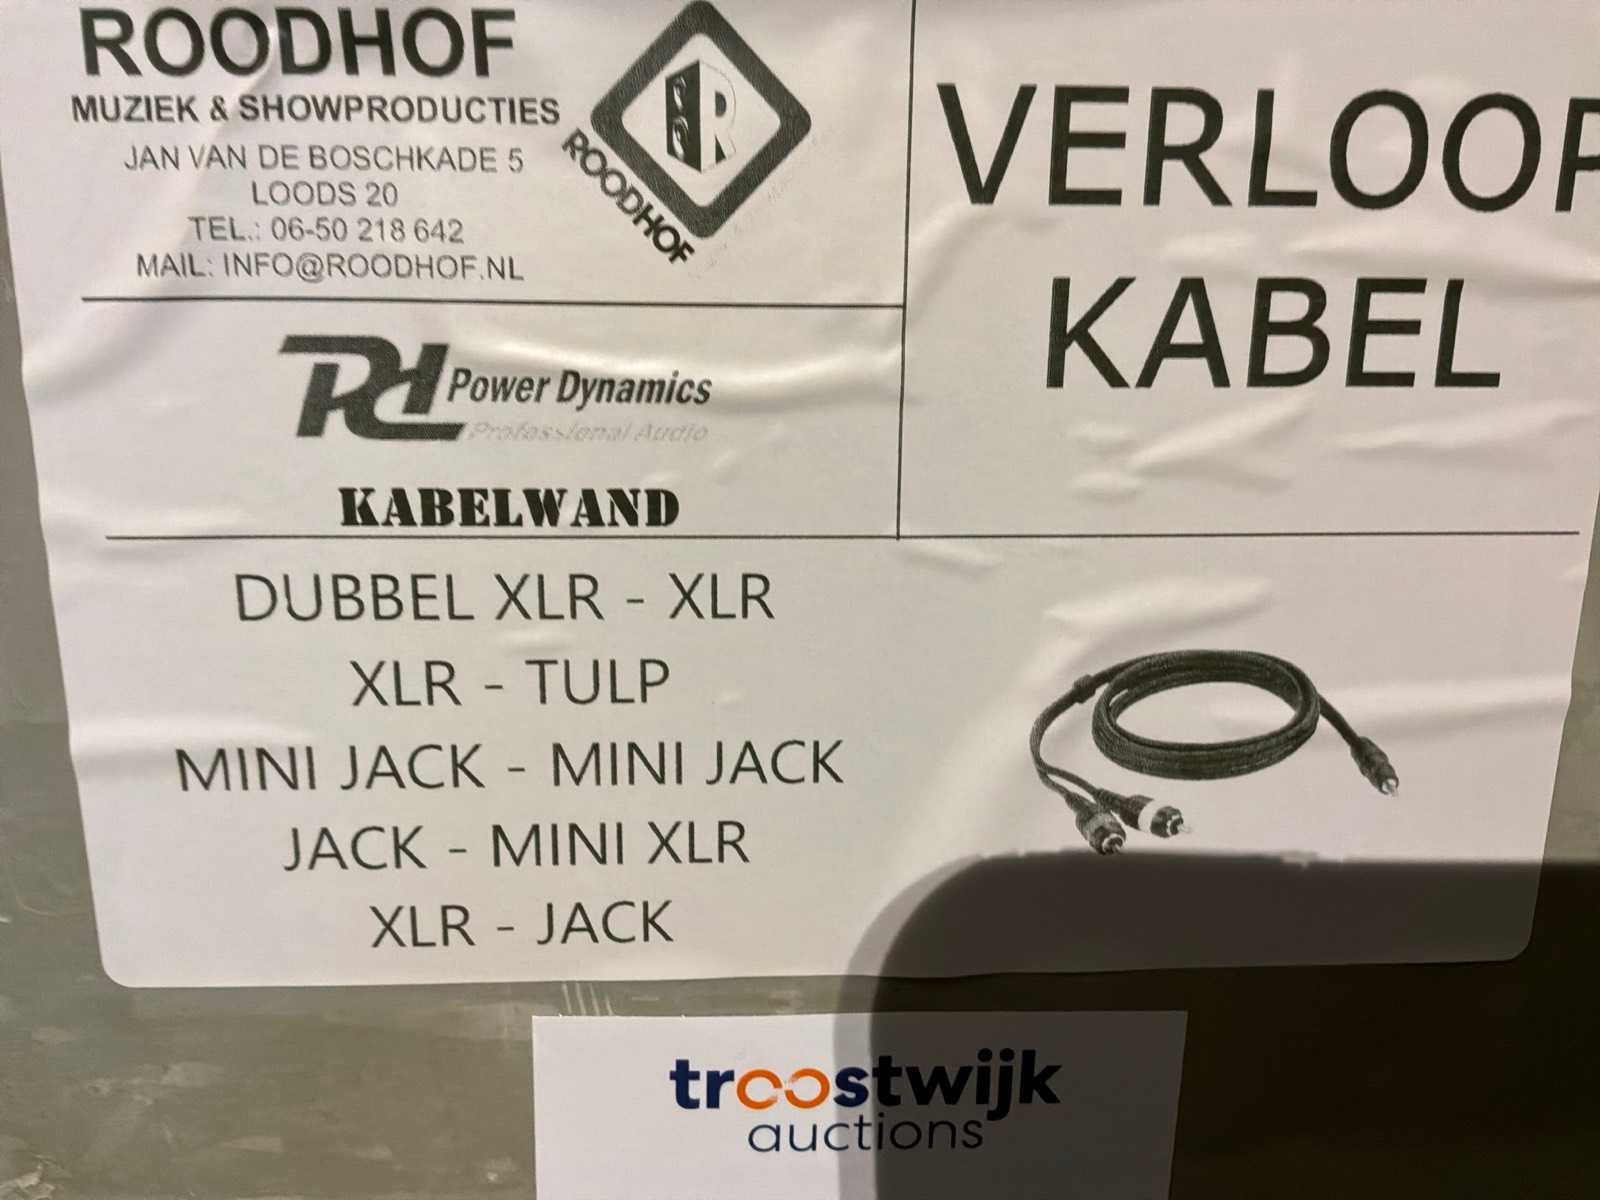 ROODHOF
MUZIEK & SHOWPRODUCTIES
JAN VAN DE BOSCHKADE 5
LOODS 20
TEL.: 06-50 218 642
MAIL: INFO@ROODHOF.NL
R
ROODHOF
VERLOOP
KABEL
Pd Power Dynamics
Professional Audio
KABELWAND
DUBBEL XLR - XLR
XLR - TULP
MINI JACK - MINI JACK
JACK - MINI XLR
XLR - JACK
troostwijk
auctions